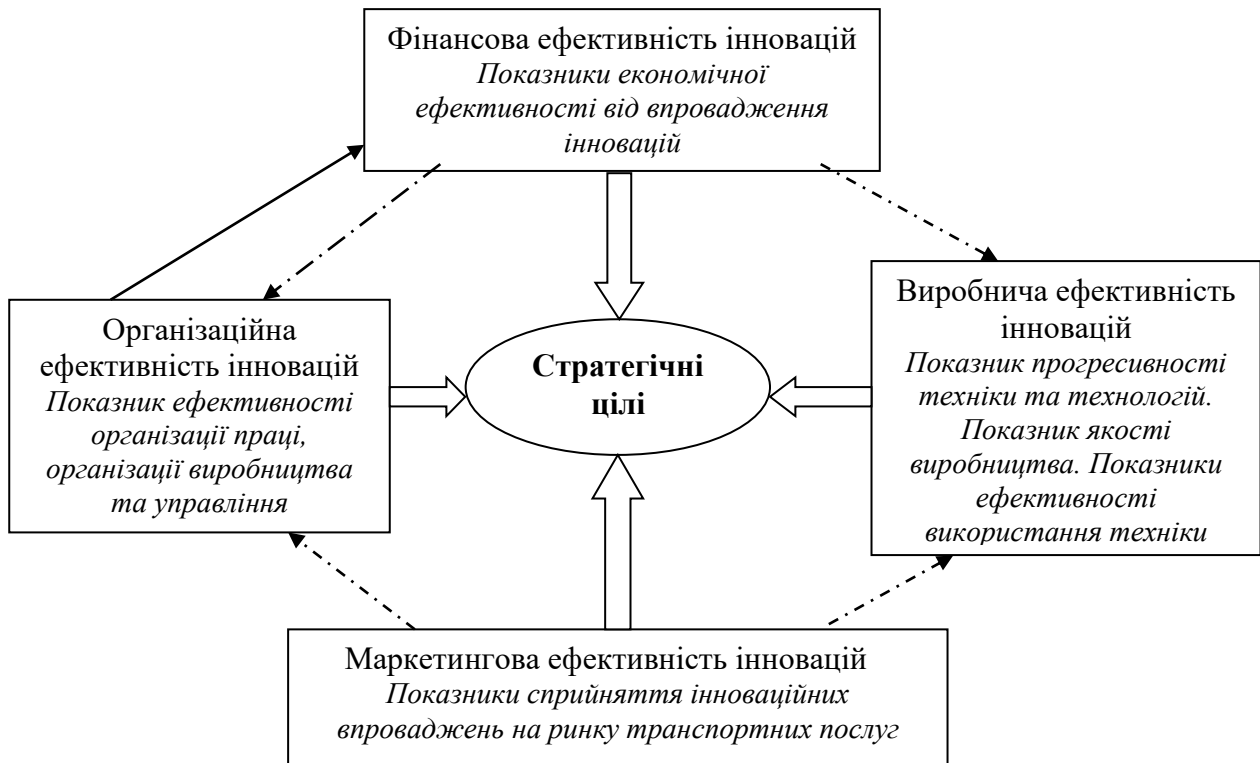 Фінансова ефективність інновацій
Показники економічної
ефективності від впровадження
інновацій
Організаційна
ефективність інновацій
Показник ефективності
організації праці,
організації виробництва
та управління
Стратегічні
цілі
Виробнича ефективність
інновацій
Показник прогресивності
техніки та технологій.
Показник якості
виробництва. Показники
ефективності
використання техніки
Маркетингова ефективність інновацій
Показники сприйняття інноваційних
впроваджень на ринку транспортних послуг